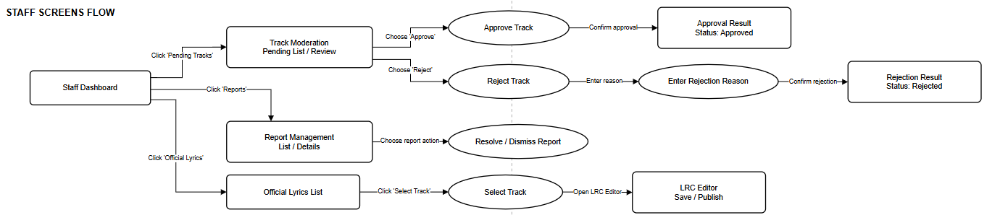 STAFF SCREENS FLOW
Staff Dashboard
Click 'Pending Tracks'
Track Moderation
Pending List / Review
Choose 'Approve'
Approve Track
Confirm approval
Approval Result
Status: Approved
Choose 'Reject'
Reject Track
Enter reason
Enter Rejection Reason
Confirm rejection
Rejection Result
Status: Rejected
Click 'Reports'
Report Management
List / Details
Choose report action
Resolve / Dismiss Report
Click 'Official Lyrics'
Official Lyrics List
Click 'Select Track'
Select Track
Open LRC Editor
LRC Editor
Save / Publish